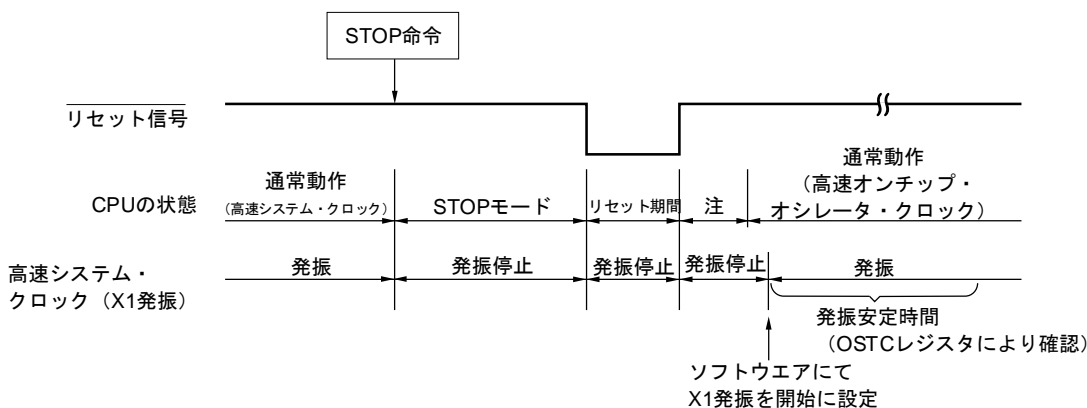 STOP命令
リセット信号
CPUの状態
通常動作
（高速システム・クロック）
STOPモード
リセット期間
注
通常動作
（高速オンチップ・
オシレータ・クロック）
高速システム・
クロック（X1発振）
発振
発振停止
発振停止
発振停止
発振
発振安定時間
（OSTCレジスタにより確認）
ソフトウエアにて
X1発振を開始に設定